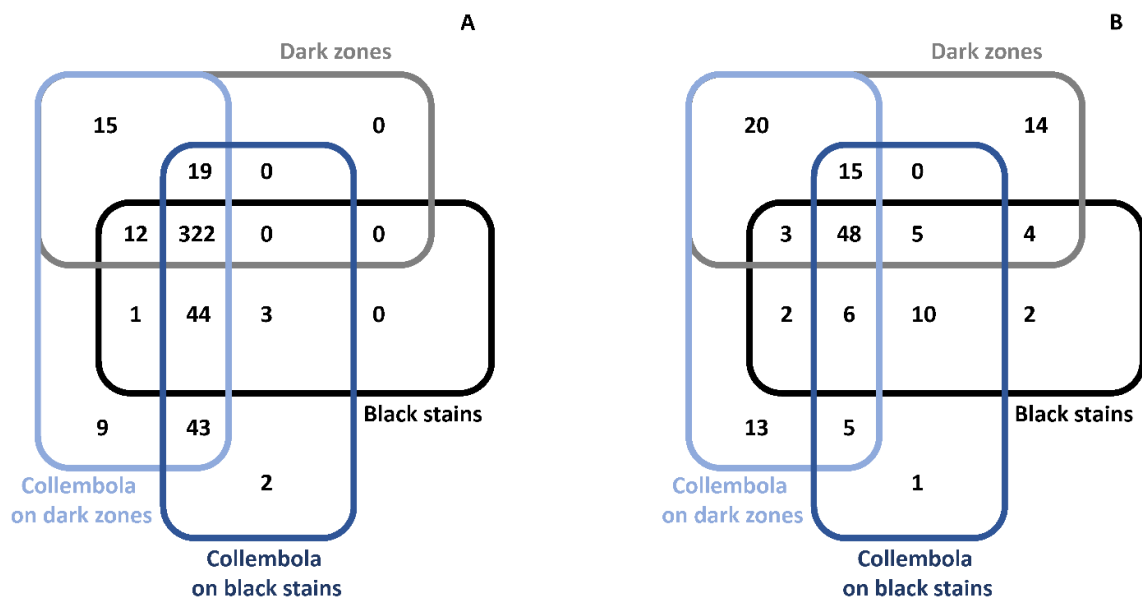 A
Dark zones
15
0
19
0
12
322
0
0
1
44
3
0
Black stains
9
43
2
Collembola
on dark zones
Collembola
on black stains
B
Dark zones
20
14
15
0
3
48
5
4
2
6
10
2
Black stains
13
5
1
Collembola
on dark zones
Collembola
on black stains